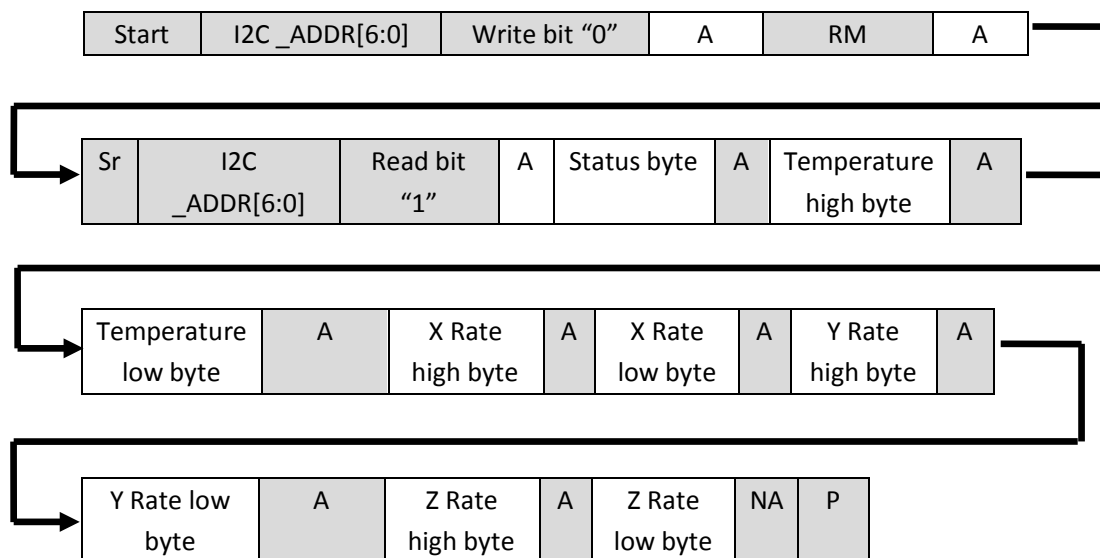 Start I2C _ADDR[6:0] Write bit “0” A RM A
Sr I2C Read bit A Status byte A Temperature A
_ADDR[6:0] “1” high byte
Temperature A X Rate A X Rate A Y Rate A
low byte high byte low byte high byte
Y Rate low A Z Rate A Z Rate NA P
byte high byte low byte